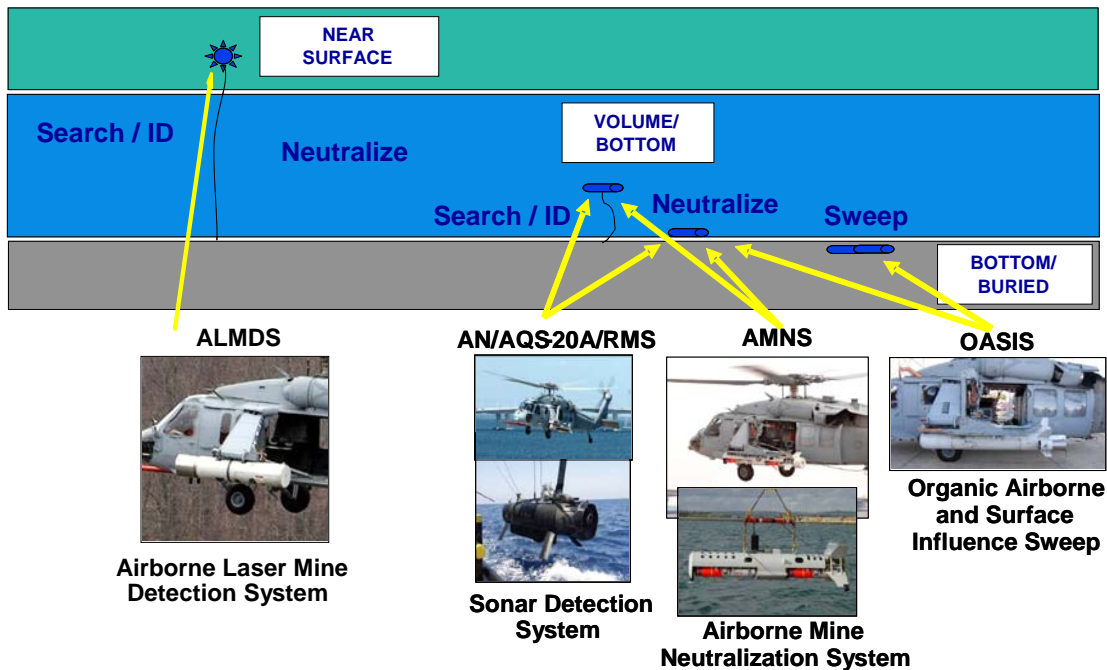 NEAR
SURFACE
Search / ID
Neutralize
VOLUME/
BOTTOM
Search / ID
Neutralize
Sweep
BOTTOM/
BURIED
ALMDS
AN/AQS-20A/RMS
AMNS
OASIS
Airborne Laser Mine
Detection System
Sonar Detection
System
Airborne Mine
Neutralization System
Organic Airborne
and Surface
Influence Sweep